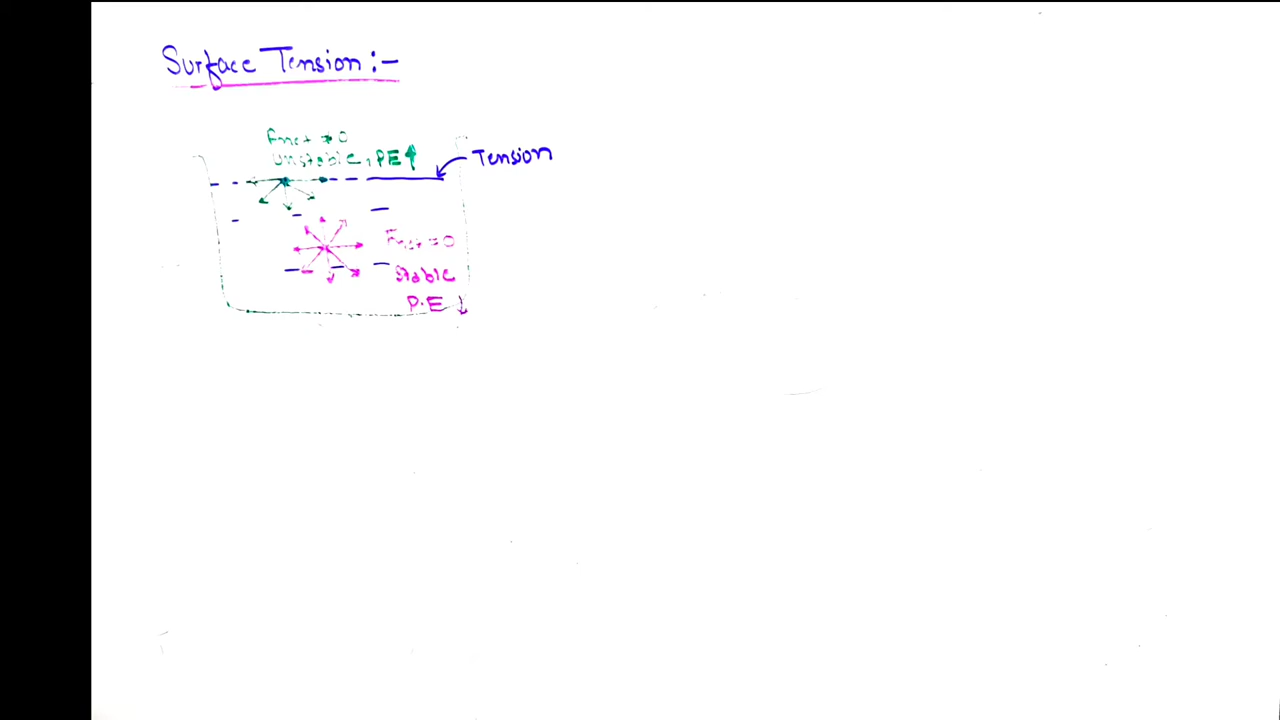 Surface Tension :-
Fnet ≠ 0
Unstable, PE↑
Tension
Fnet = 0
Stable
P.E ↓